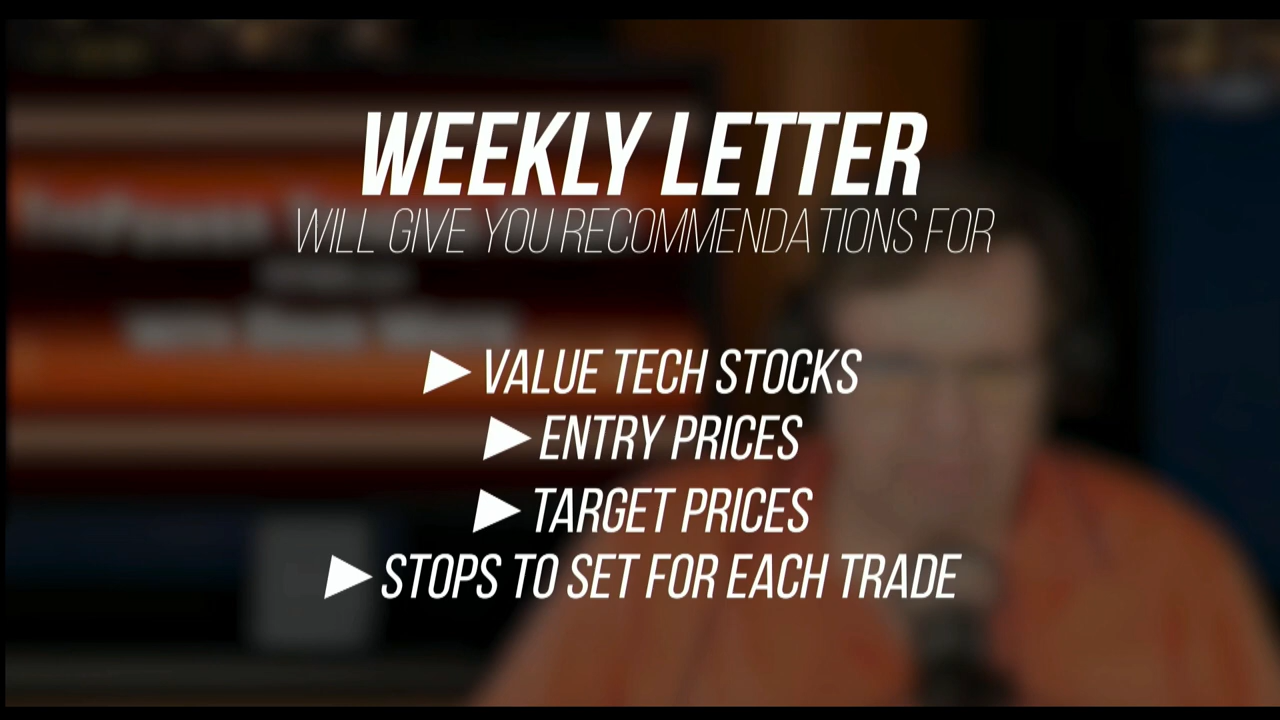 WEEKLY LETTER
WILL GIVE YOU RECOMMENDATIONS FOR
▶ VALUE TECH STOCKS
▶ ENTRY PRICES
▶ TARGET PRICES
▶ STOPS TO SET FOR EACH TRADE